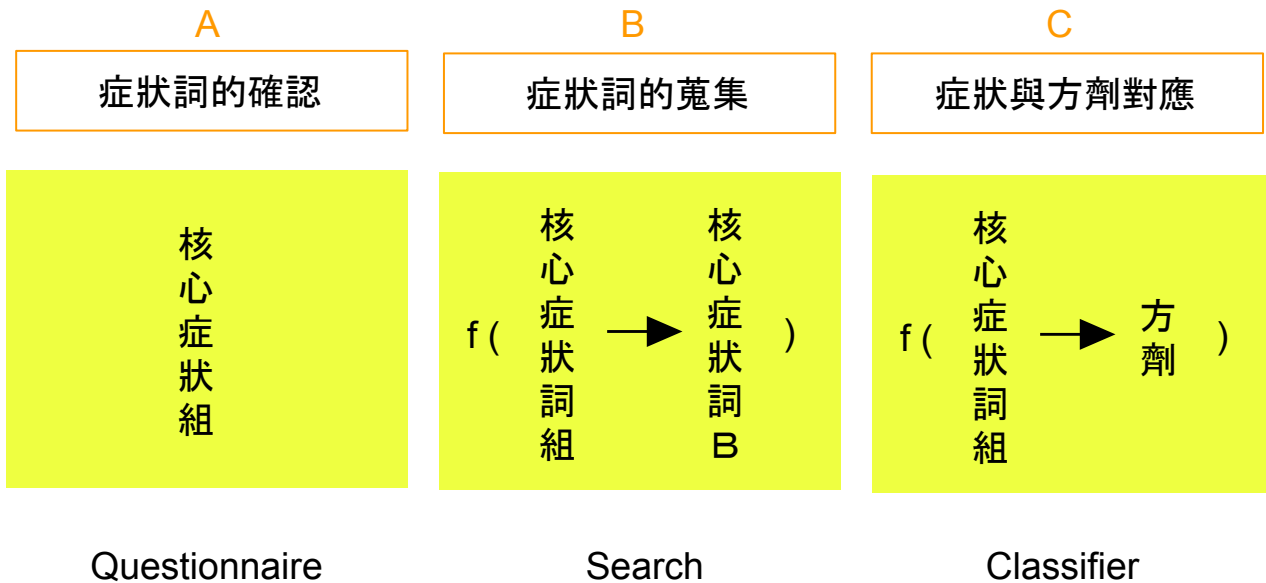 A
B
C
症狀詞的確認
症狀詞的蒐集
症狀與方劑對應
核心症狀組
f ( 核心症狀詞組 核心症狀詞B )
f ( 核心症狀詞組 方劑 )
Questionnaire
Search
Classifier